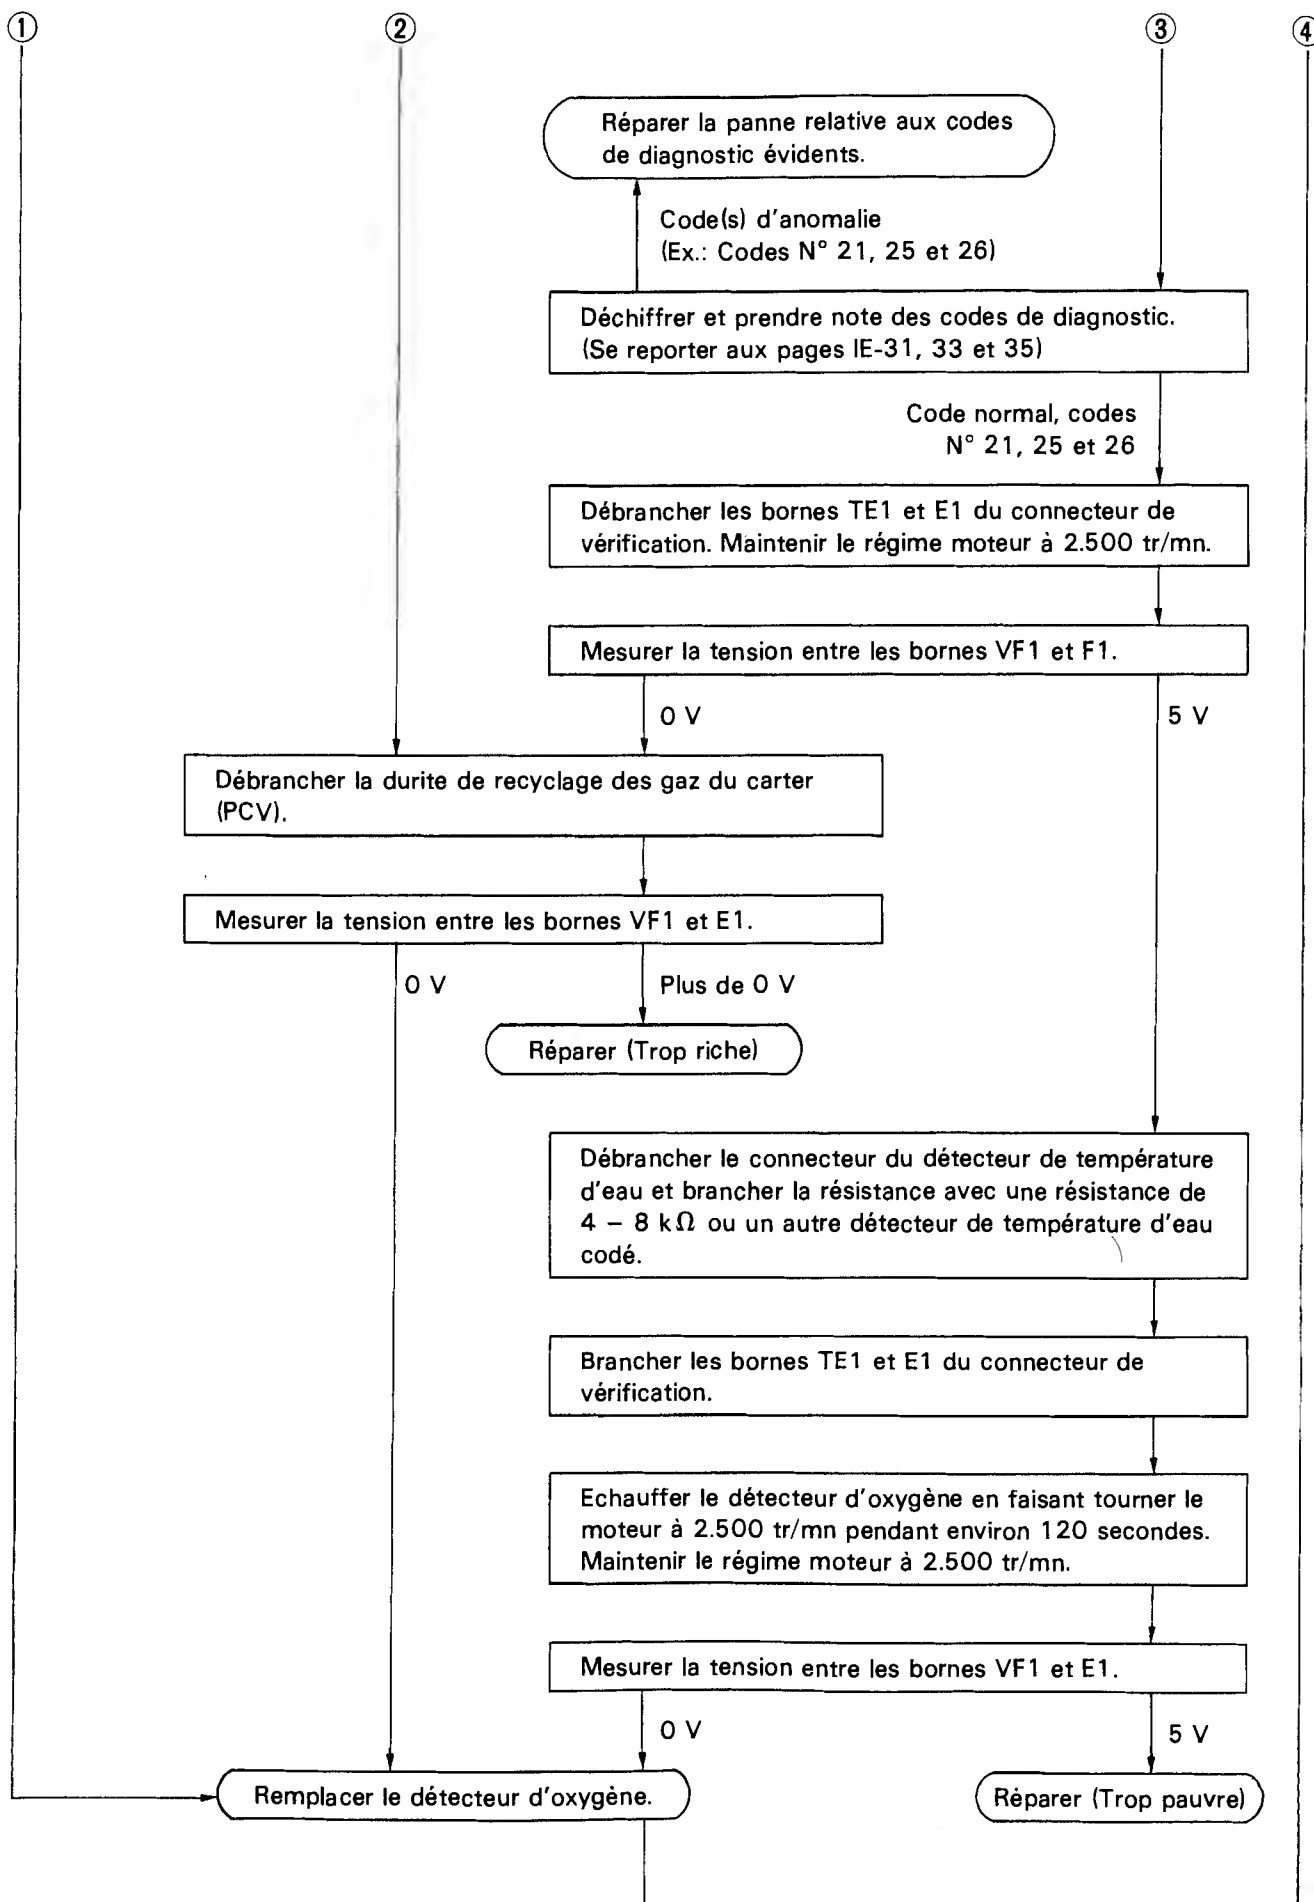 ① ② ③ ④
Réparer la panne relative aux codes
de diagnostic évidents.
Code(s) d'anomalie
(Ex.: Codes N° 21, 25 et 26)
Déchiffrer et prendre note des codes de diagnostic.
(Se reporter aux pages IE-31, 33 et 35)
Code normal, codes
N° 21, 25 et 26
Débrancher les bornes TE1 et E1 du connecteur de
vérification. Maintenir le régime moteur à 2.500 tr/mn.
Mesurer la tension entre les bornes VF1 et F1.
0 V
5 V
Débrancher la durite de recyclage des gaz du carter
(PCV).
Mesurer la tension entre les bornes VF1 et E1.
0 V
Plus de 0 V
Réparer (Trop riche)
Débrancher le connecteur du détecteur de température
d'eau et brancher la résistance avec une résistance de
4 – 8 kΩ ou un autre détecteur de température d'eau
codé.
Brancher les bornes TE1 et E1 du connecteur de
vérification.
Echauffer le détecteur d'oxygène en faisant tourner le
moteur à 2.500 tr/mn pendant environ 120 secondes.
Maintenir le régime moteur à 2.500 tr/mn.
Mesurer la tension entre les bornes VF1 et E1.
0 V
5 V
Remplacer le détecteur d'oxygène.
Réparer (Trop pauvre)